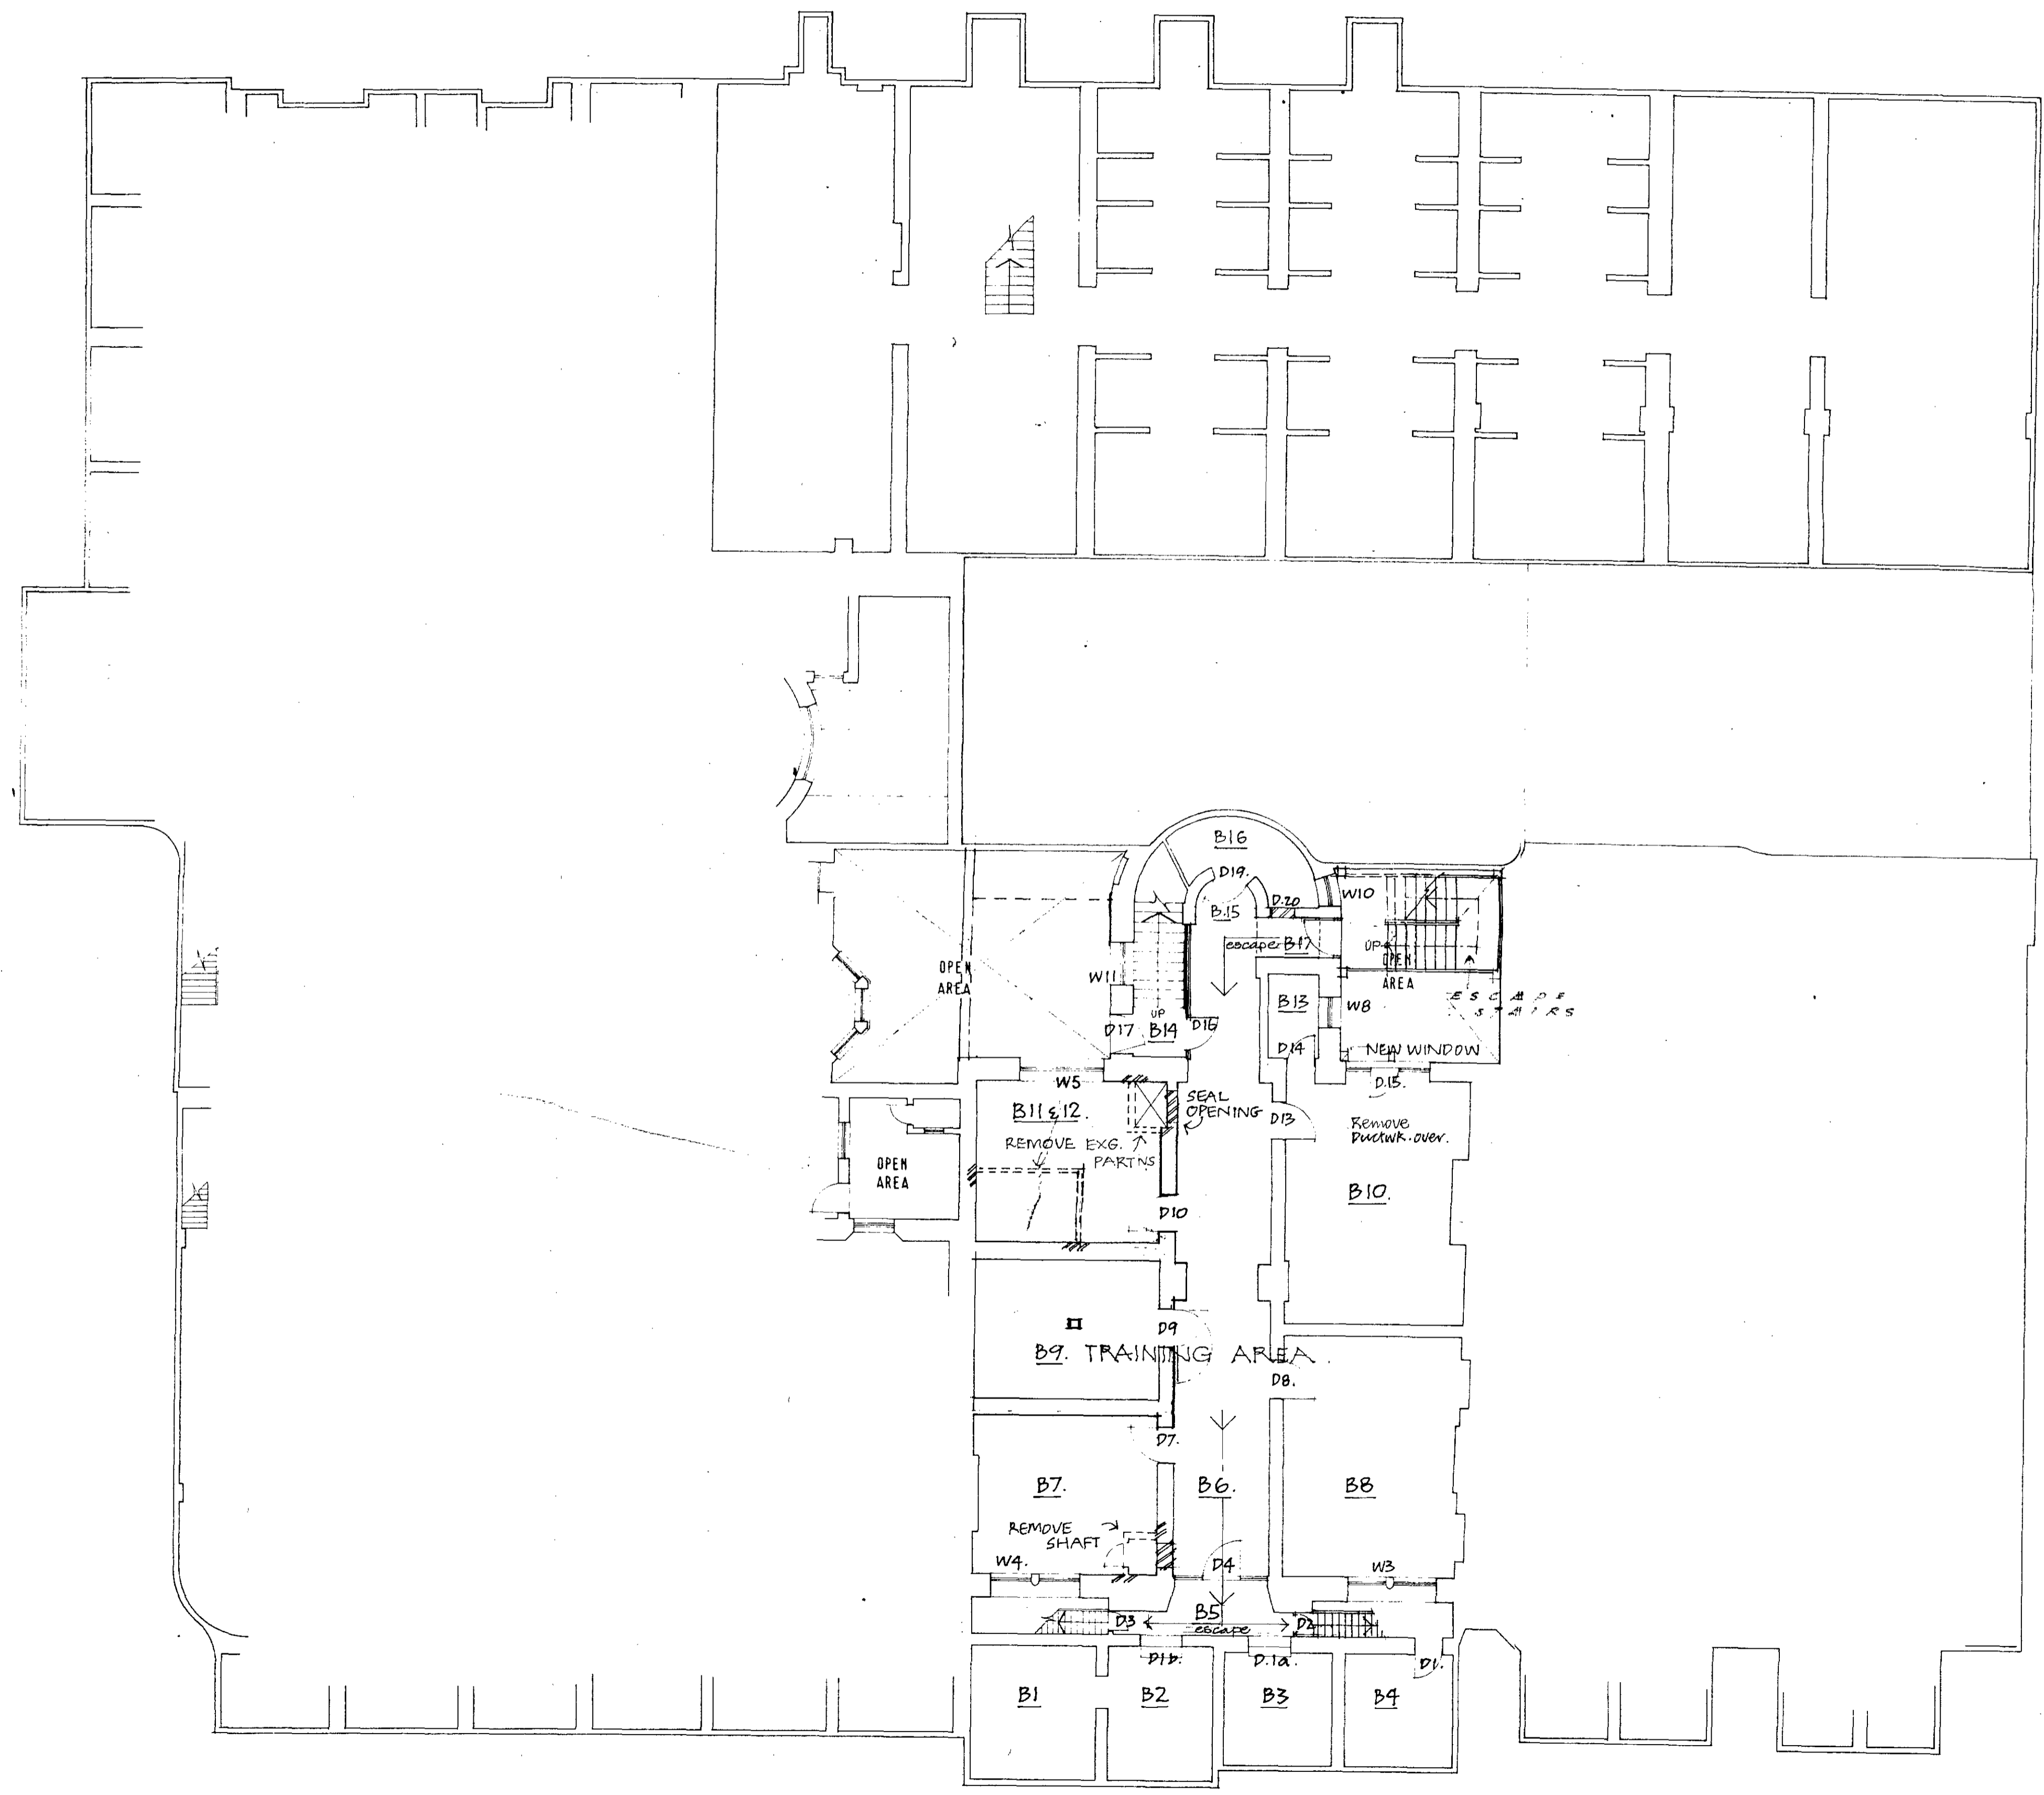 B16
D19.
W10
D.20
B.15
escape
B17
UP
OPEN
AREA
OPEN
AREA
W11
ESCAPE
STAIRS
B13
W8
UP
D17
B14
D16
D14
NEW WINDOW
W5
D.15.
B11 & 12.
SEAL
OPENING
D13
Remove
Ductwk. over.
REMOVE EXG.
PARTNS
OPEN
AREA
B10.
D10
D9
B9. TRAINING AREA.
D8.
D7.
B7.
B6.
B8
REMOVE
SHAFT
W4.
D4
W3
D3
B5
D2
escape
D1b.
D.1a.
D1.
B1
B2
B3
B4